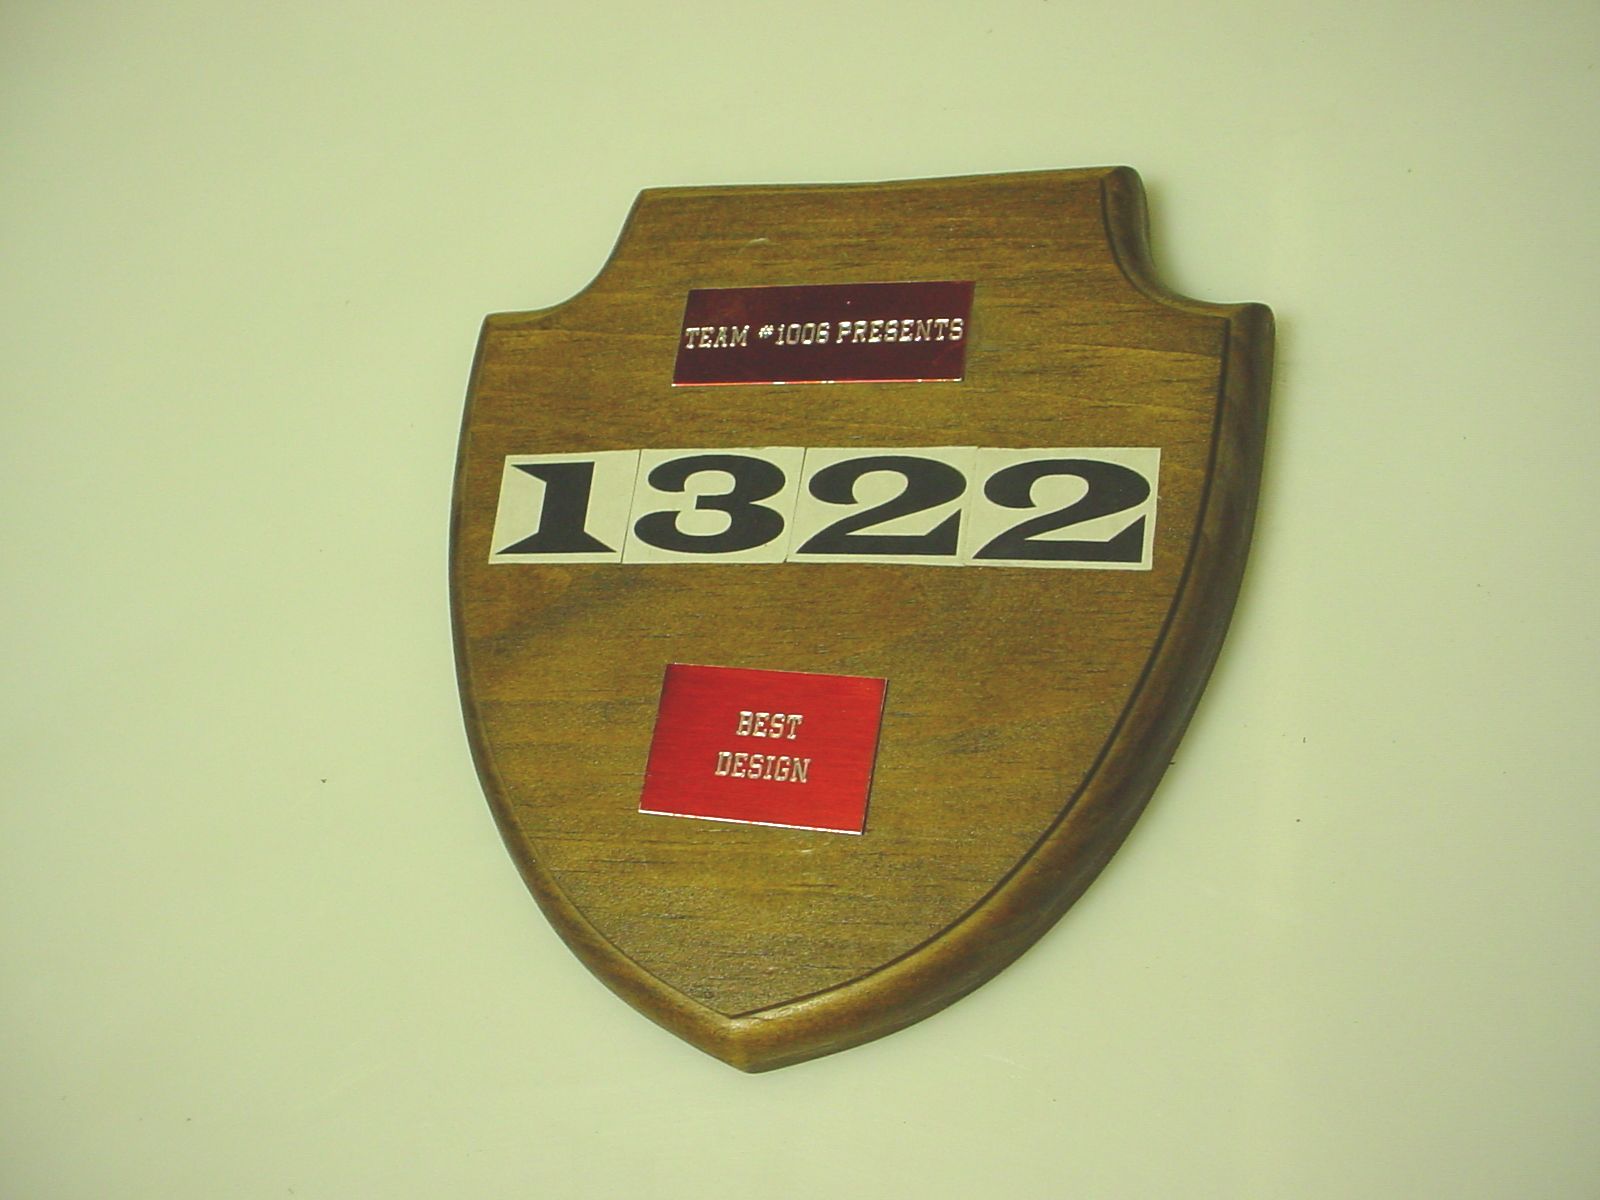 TEAM #1006 PRESENTS
1322
BEST
DESIGN